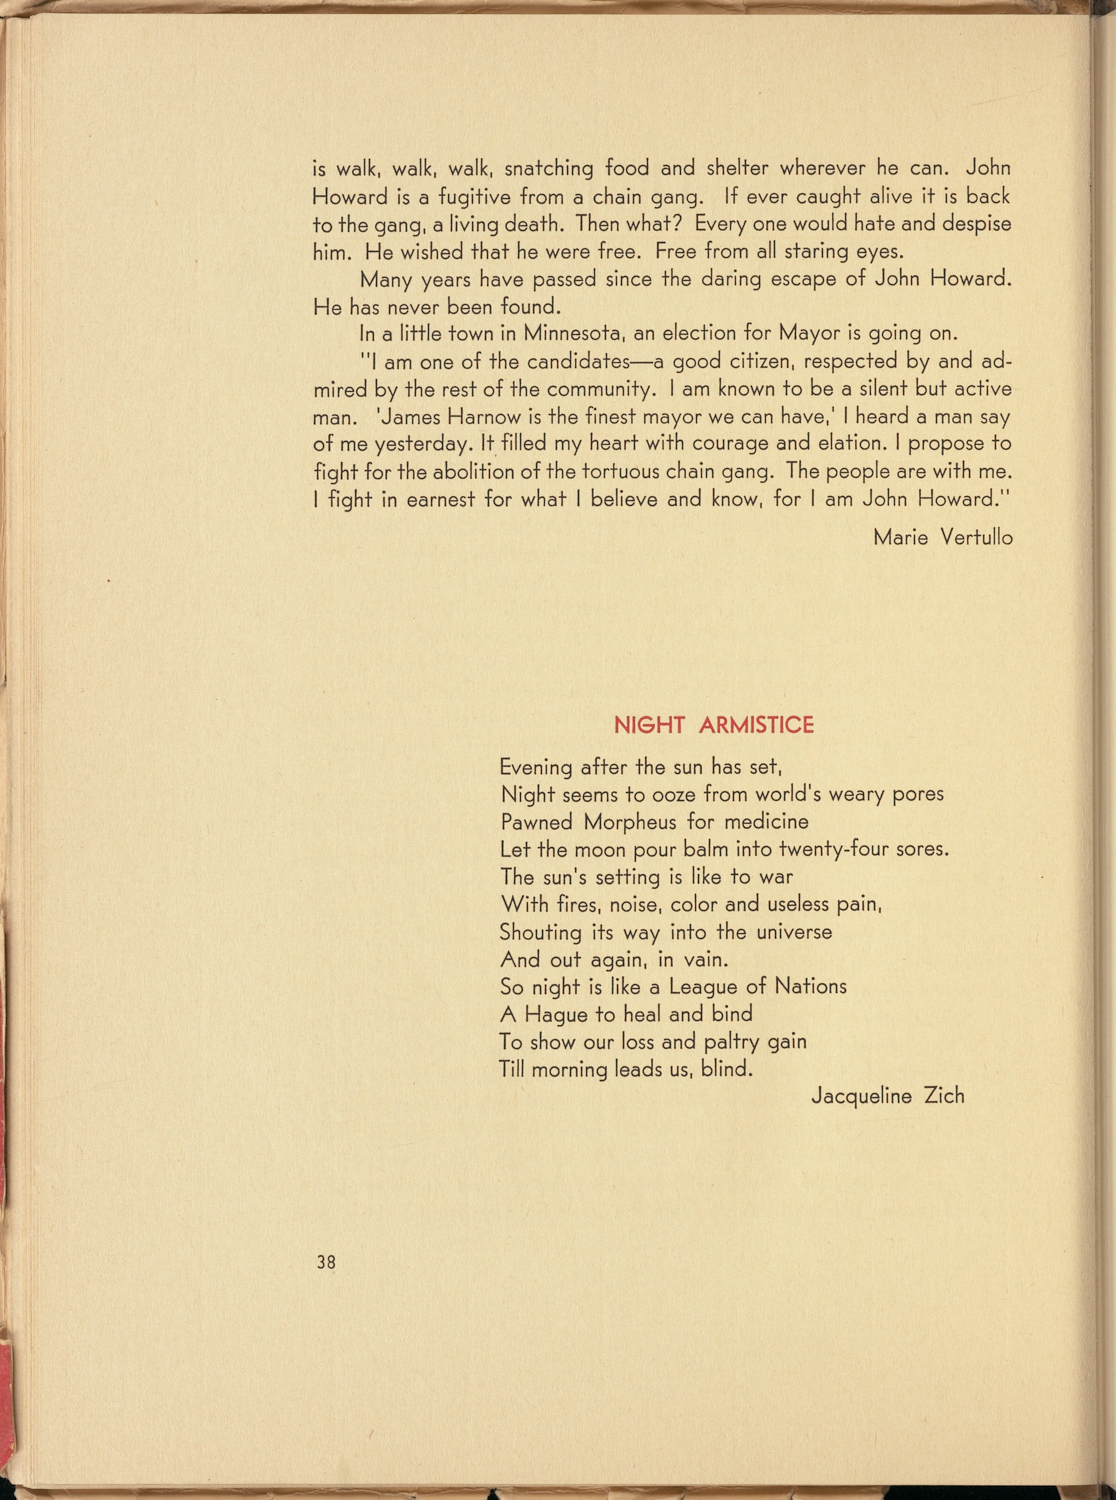 is walk, walk, walk, snatching food and shelter wherever he can. John
Howard is a fugitive from a chain gang. If ever caught alive it is back
to the gang, a living death. Then what? Every one would hate and despise
him. He wished that he were free. Free from all staring eyes.
Many years have passed since the daring escape of John Howard.
He has never been found.
In a little town in Minnesota, an election for Mayor is going on.
"I am one of the candidates—a good citizen, respected by and ad-
mired by the rest of the community. I am known to be a silent but active
man. 'James Harnow is the finest mayor we can have,' I heard a man say
of me yesterday. It filled my heart with courage and elation. I propose to
fight for the abolition of the tortuous chain gang. The people are with me.
I fight in earnest for what I believe and know, for I am John Howard."
Marie Vertullo
NIGHT ARMISTICE
Evening after the sun has set,
Night seems to ooze from world's weary pores
Pawned Morpheus for medicine
Let the moon pour balm into twenty-four sores.
The sun's setting is like to war
With fires, noise, color and useless pain,
Shouting its way into the universe
And out again, in vain.
So night is like a League of Nations
A Hague to heal and bind
To show our loss and paltry gain
Till morning leads us, blind.
Jacqueline Zich
38